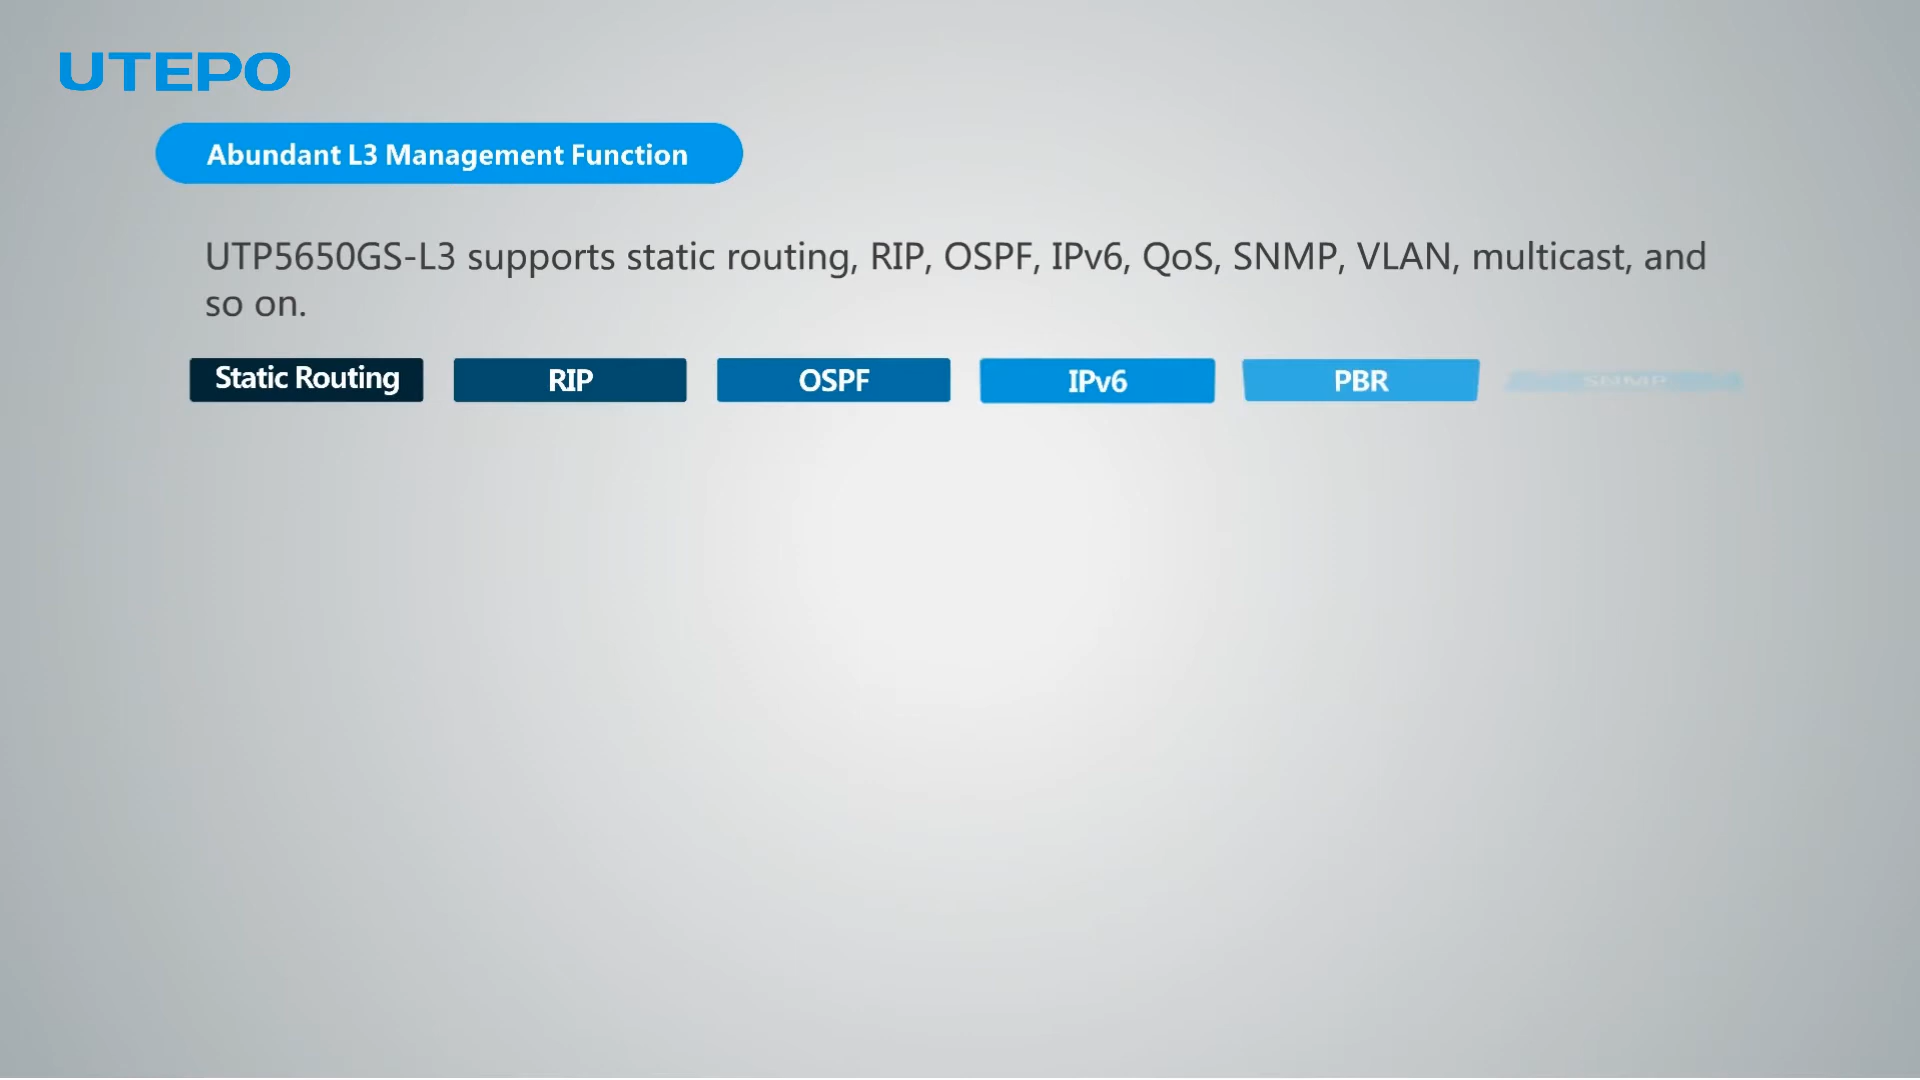 UTEPO
Abundant L3 Management Function
UTP5650GS-L3 supports static routing, RIP, OSPF, IPv6, QoS, SNMP, VLAN, multicast, and
so on.
Static Routing RIP OSPF IPv6 PBR SNMP